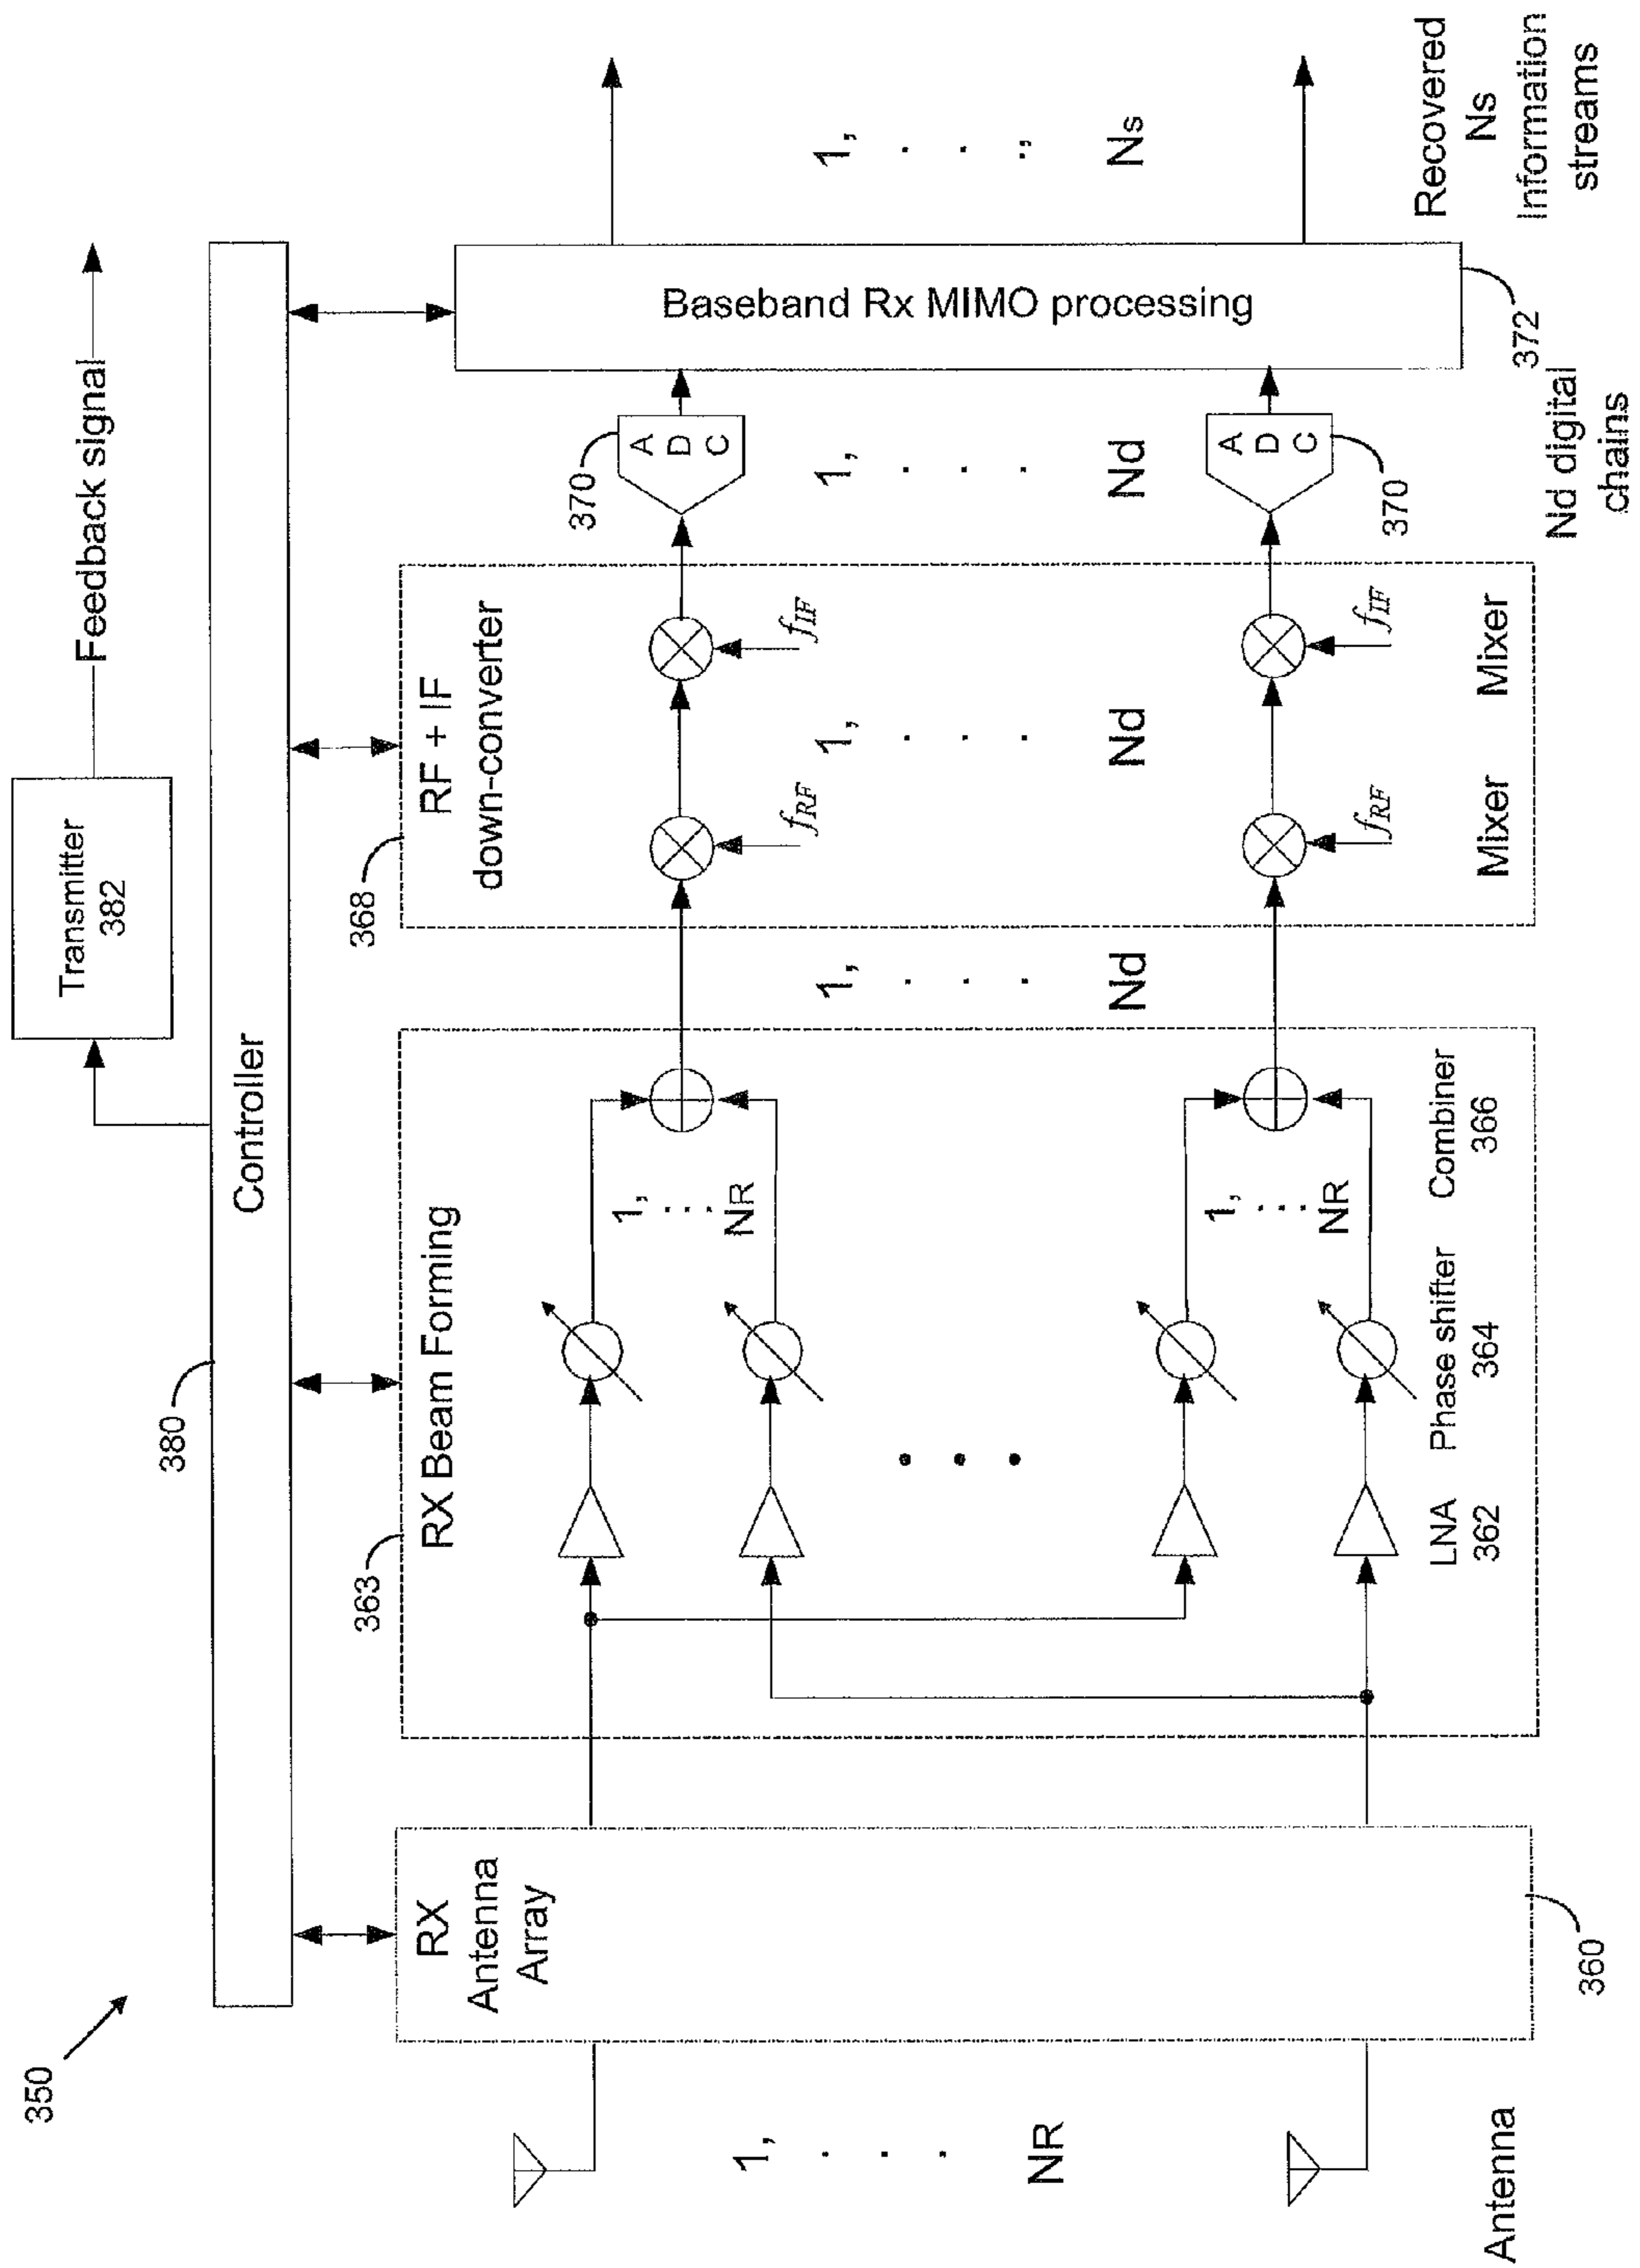 350
Transmitter
382
Feedback signal
380
Controller
RX
Antenna
Array
360
1,
NR
Antenna
363
RX Beam Forming
1,
NR
1,
NR
LNA
362
Phase shifter
364
Combiner
366
1,
Nd
368
RF + IF
down-converter
fRF
fIF
1,
Nd
fRF
fIF
Mixer
Mixer
370
A
D
C
1,
Nd
A
D
C
370
Nd digital
chains
Baseband Rx MIMO processing
372
1,
Ns
Recovered
Ns
Information
streams